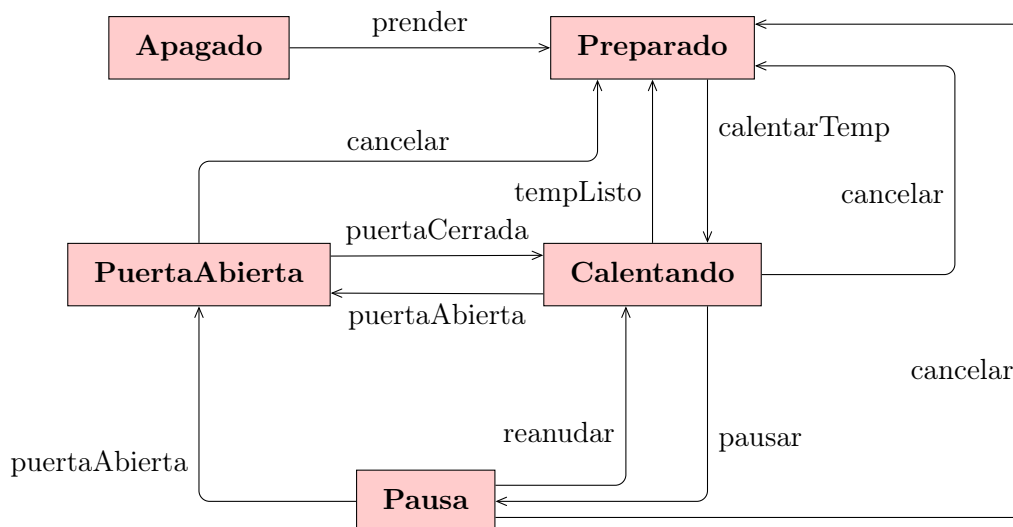 prender
Apagado
Preparado
calentarTemp
cancelar
tempListo
cancelar
puertaCerrada
PuertaAbierta
Calentando
puertaAbierta
cancelar
reanudar
pausar
puertaAbierta
Pausa